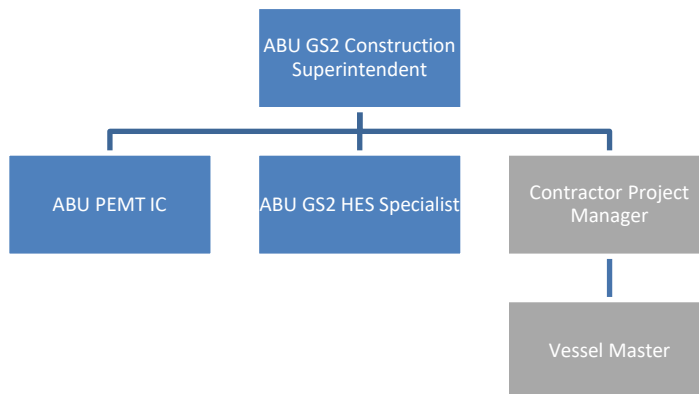 ABU GS2 Construction
Superintendent
ABU PEMT IC
ABU GS2 HES Specialist
Contractor Project
Manager
Vessel Master